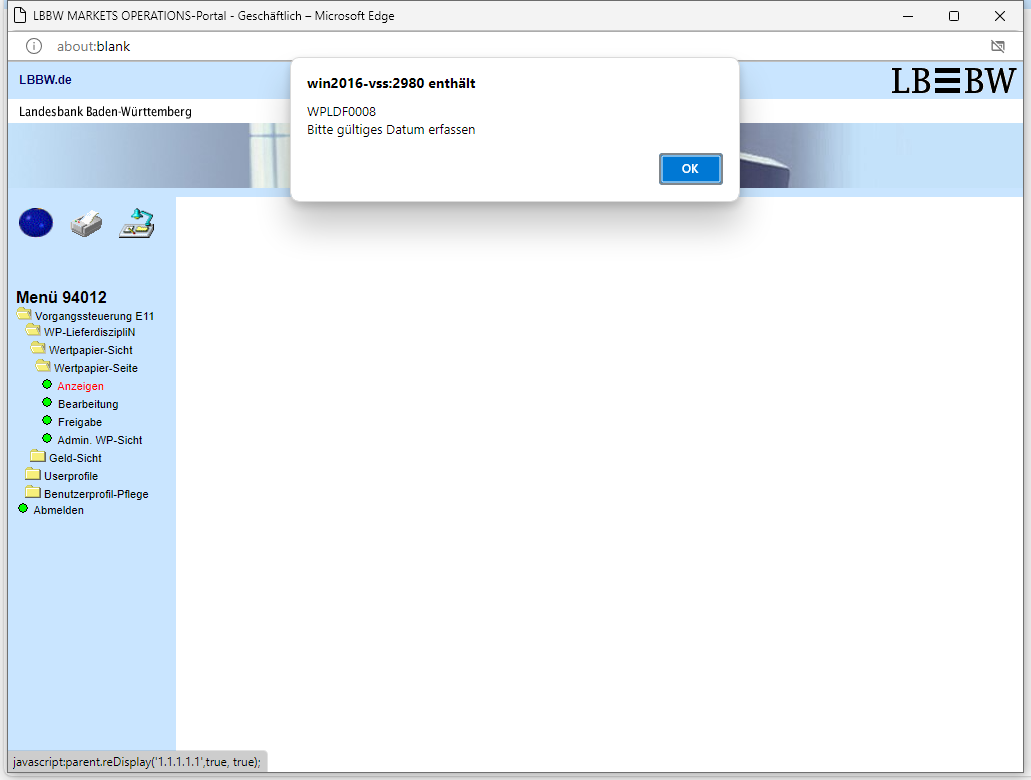 LBBW MARKETS OPERATIONS-Portal - Geschäftlich – Microsoft Edge
about:blank
LBBW.de
LBBW
Landesbank Baden-Württemberg
win2016-vss:2980 enthält
WPLDF0008
Bitte gültiges Datum erfassen
OK
Menü 94012
Vorgangssteuerung E11
WP-LieferdiszipliN
Wertpapier-Sicht
Wertpapier-Seite
Anzeigen
Bearbeitung
Freigabe
Admin. WP-Sicht
Geld-Sicht
Userprofile
Benutzerprofil-Pflege
Abmelden
javascript:parent.reDisplay('1.1.1.1.1',true, true);